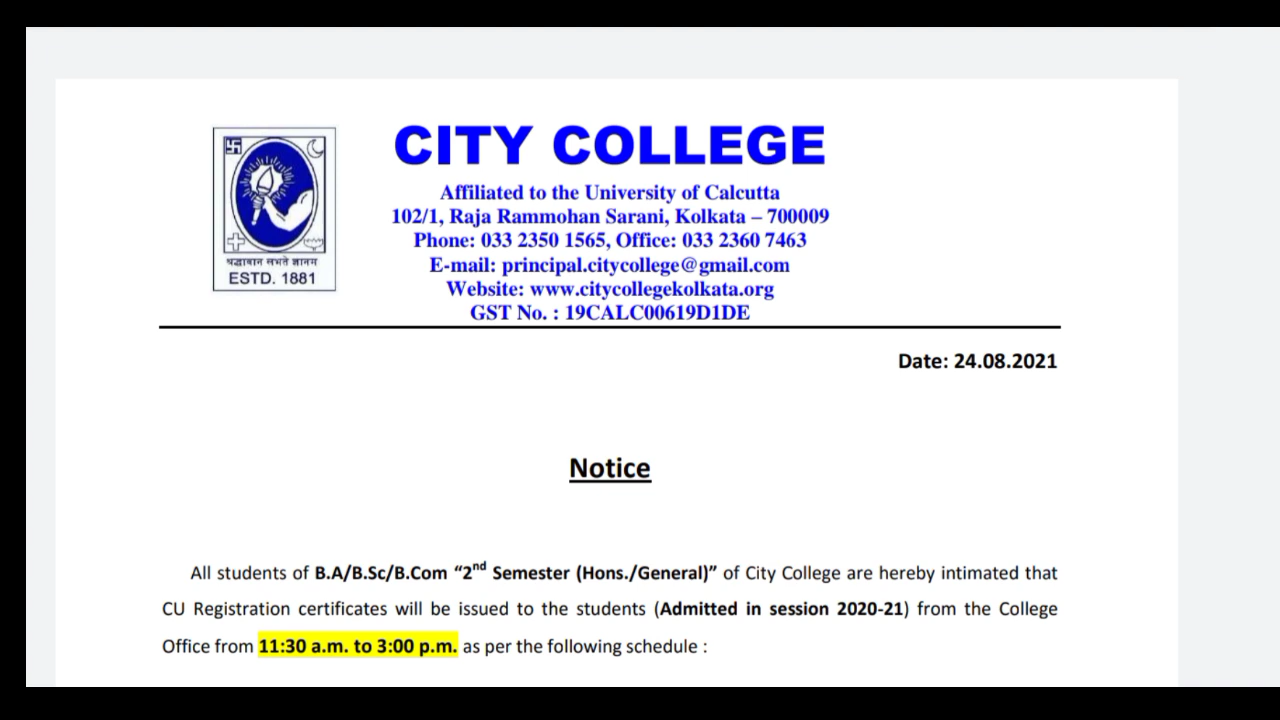 CITY COLLEGE
Affiliated to the University of Calcutta
102/1, Raja Rammohan Sarani, Kolkata – 700009
Phone: 033 2350 1565, Office: 033 2360 7463
E-mail: principal.citycollege@gmail.com
Website: www.citycollegekolkata.org
GST No. : 19CALC00619D1DE
श्रद्धावान लभते ज्ञानम
ESTD. 1881
Date: 24.08.2021
Notice
All students of B.A/B.Sc/B.Com “2nd Semester (Hons./General)” of City College are hereby intimated that
CU Registration certificates will be issued to the students (Admitted in session 2020-21) from the College
Office from 11:30 a.m. to 3:00 p.m. as per the following schedule :